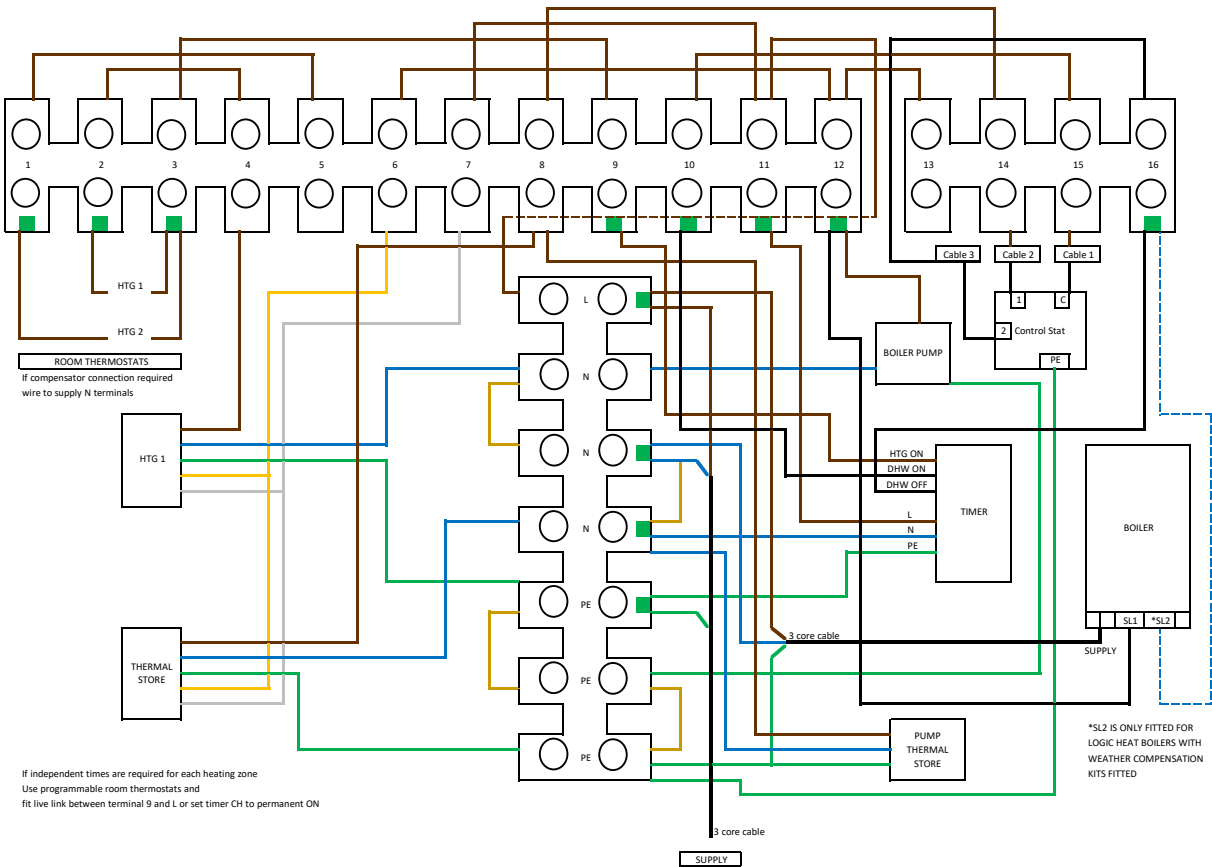 1 2 3 4 5 6 7 8 9 10 11 12 13 14 15 16
Cable 3 Cable 2 Cable 1
HTG 1
L
1 C
2 Control Stat
HTG 2
ROOM THERMOSTATS
BOILER PUMP
PE
If compensator connection required
wire to supply N terminals
N
HTG 1
N
HTG ON
DHW ON
DHW OFF
L
N
PE
TIMER
BOILER
N
PE
SL1 *SL2
3 core cable
SUPPLY
THERMAL
STORE
PE
*SL2 IS ONLY FITTED FOR
LOGIC HEAT BOILERS WITH
WEATHER COMPENSATION
KITS FITTED
PUMP
THERMAL
STORE
PE
If independent times are required for each heating zone
Use programmable room thermostats and
fit live link between terminal 9 and L or set timer CH to permanent ON
3 core cable
SUPPLY